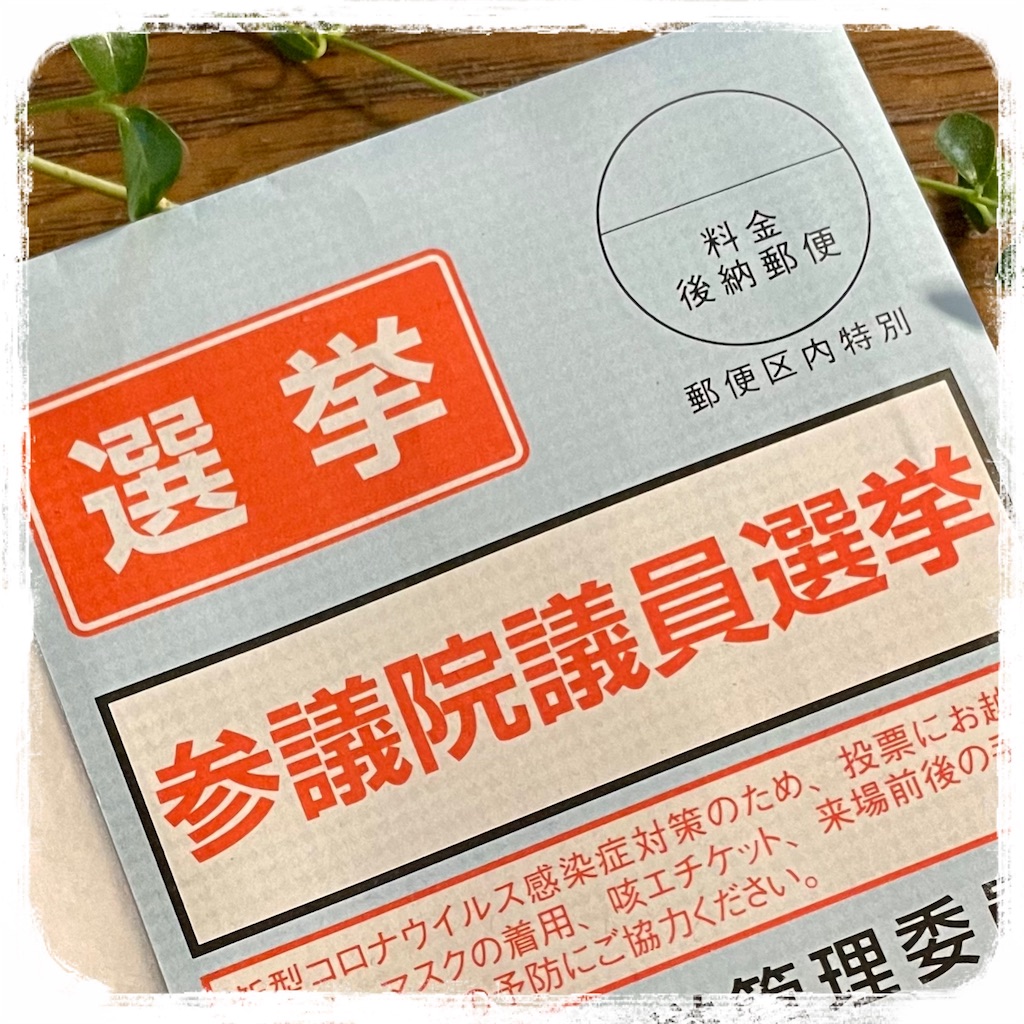 料金
後納郵便
郵便区内特別
選挙
参議院議員選挙
型コロナウイルス感染症対策のため、投票にお越
マスクの着用、咳エチケット、来場前後の手
の予防にご協力ください。
管理委員